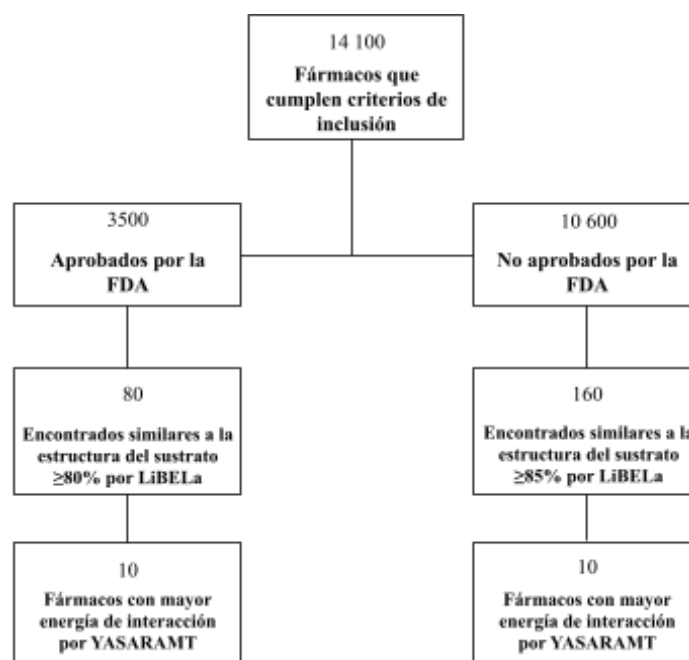 14 100
Fármacos que
cumplen criterios de
inclusión
3500
Aprobados por la
FDA
10 600
No aprobados por la
FDA
80
Encontrados similares a la
estructura del sustrato
≥80% por LiBELa
160
Encontrados similares a la
estructura del sustrato
≥85% por LiBELa
10
Fármacos con mayor
energía de interacción
por YASARAMT
10
Fármacos con mayor
energía de interacción
por YASARAMT